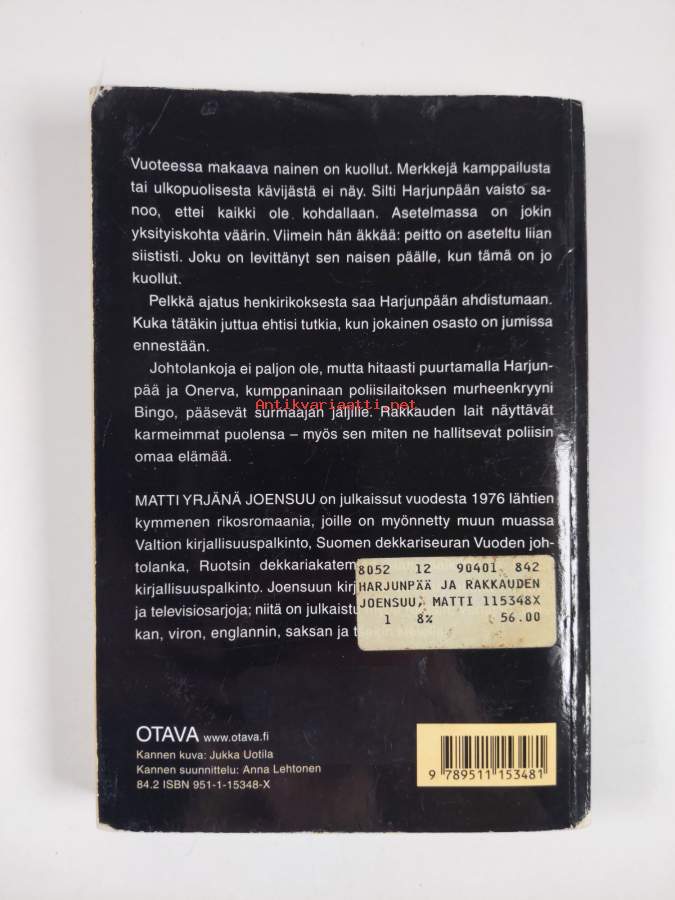 Vuoteessa makaava nainen on kuollut. Merkkejä kamppailusta
tai ulkopuolisesta kävijästä ei näy. Silti Harjunpään vaisto sa-
noo, ettei kaikki ole kohdallaan. Asetelmassa on jokin
yksityiskohta väärin. Viimein hän äkkää: peitto on aseteltu liian
siististi. Joku on levittänyt sen naisen päälle, kun tämä on jo
kuollut.
Pelkkä ajatus henkirikoksesta saa Harjunpään ahdistumaan.
Kuka tätäkin juttua ehtisi tutkia, kun jokainen osasto on jumissa
ennestään.
Johtolankoja ei paljon ole, mutta hitaasti puurtamalla Harjun-
pää ja Onerva, kumppaninaan poliisilaitoksen murheenkryyni
Antikvariaatti.net
Bingo, pääsevät surmaajan jäljille. Rakkauden lait näyttävät
karmeimmat puolensa – myös sen miten ne hallitsevat poliisin
omaa elämää.
MATTI YRJÄNÄ JOENSUU on julkaissut vuodesta 1976 lähtien
kymmenen rikosromaania, joille on myönnetty muun muassa
Valtion kirjallisuuspalkinto, Suomen dekkariseuran Vuoden joh-
tolanka, Ruotsin dekkariakatem
kirjallisuuspalkinto. Joensuun kirj
ja televisiosarjoja; niitä on julkaistu
kan, viron, englannin, saksan ja
8052 12 90401 842
HARJUNPÄÄ JA RAKKAUDEN
JOENSUU, MATTI 115348X
1 8% 56.00
OTAVA www.otava.fi
Kannen kuva: Jukka Uotila
Kannen suunnittelu: Anna Lehtonen
84.2 ISBN 951-1-15348-X
9 789511 153481